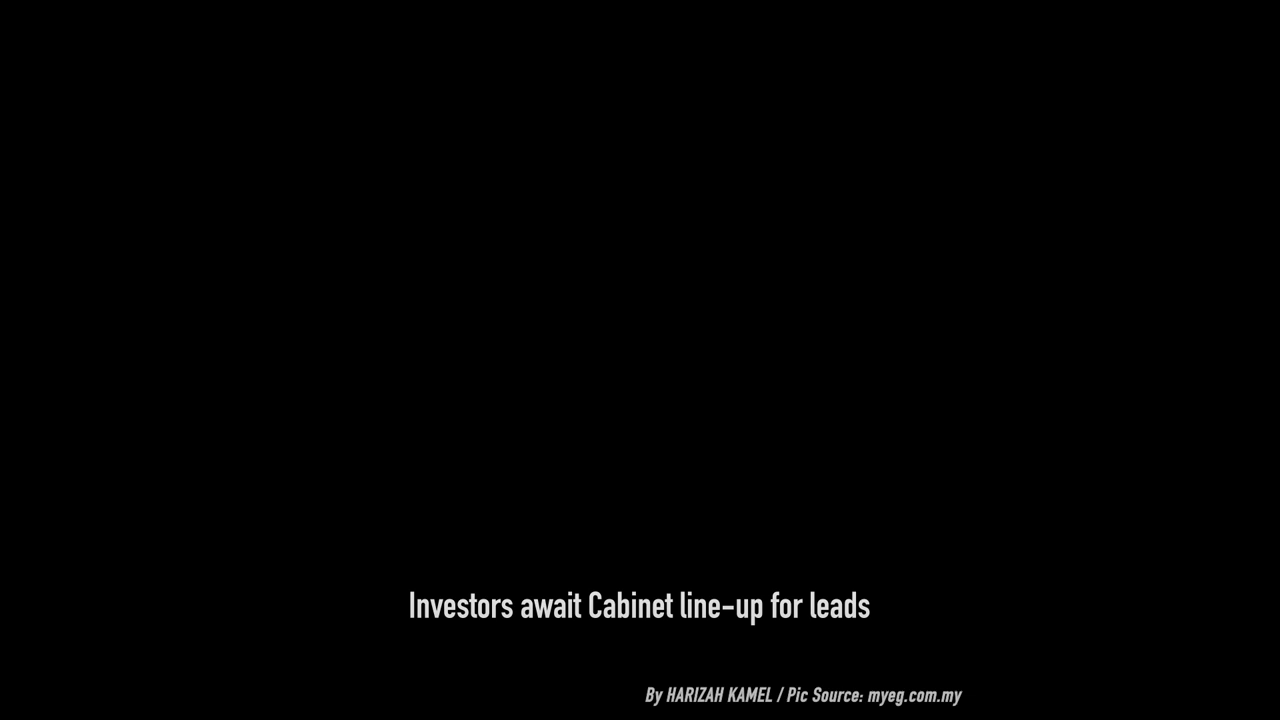 Investors await Cabinet line-up for leads
By HARIZAH KAMEL / Pic Source: myeg.com.my